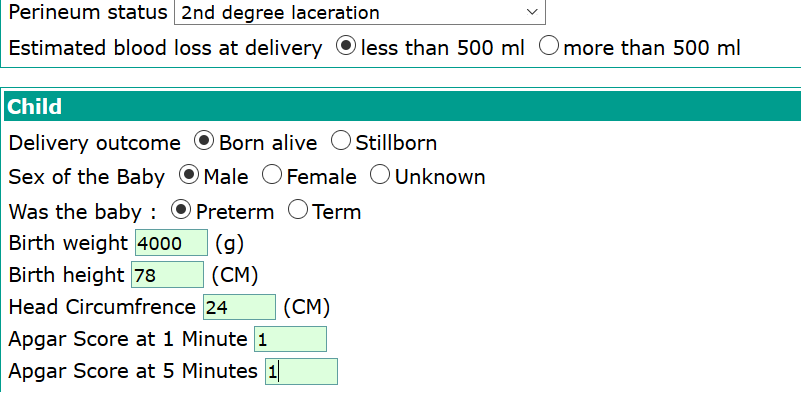 Perineum status 2nd degree laceration
Estimated blood loss at delivery less than 500 ml more than 500 ml
Child
Delivery outcome Born alive Stillborn
Sex of the Baby Male Female Unknown
Was the baby : Preterm Term
Birth weight 4000 (g)
Birth height 78 (CM)
Head Circumfrence 24 (CM)
Apgar Score at 1 Minute 1
Apgar Score at 5 Minutes 1